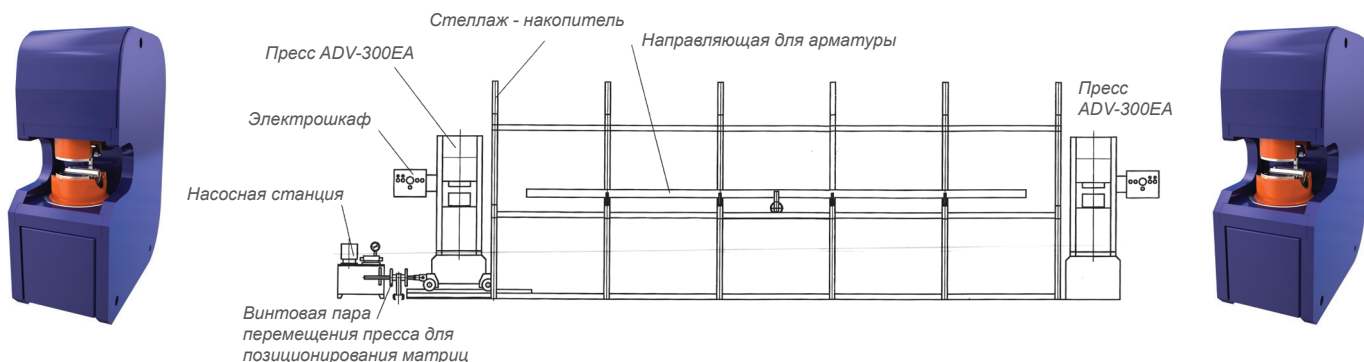 Стеллаж - накопитель
Направляющая для арматуры
Пресс ADV-300EA
Пресс
ADV-300EA
Электрошкаф
Насосная станция
Винтовая пара
перемещения пресса для
позиционирования матриц